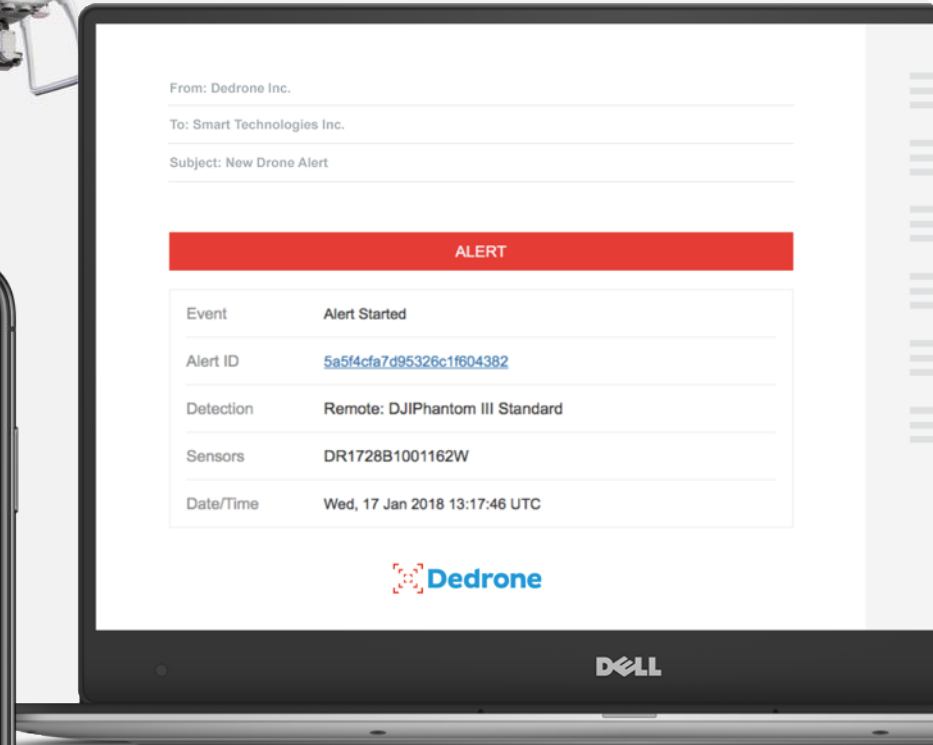 From: Dedrone Inc.
To: Smart Technologies Inc.
Subject: New Drone Alert
ALERT
Event Alert Started
Alert ID 5a5f4cfa7d95326c1f604382
Detection Remote: DJIPhantom III Standard
Sensors DR1728B1001162W
Date/Time Wed, 17 Jan 2018 13:17:46 UTC
Dedrone
DELL